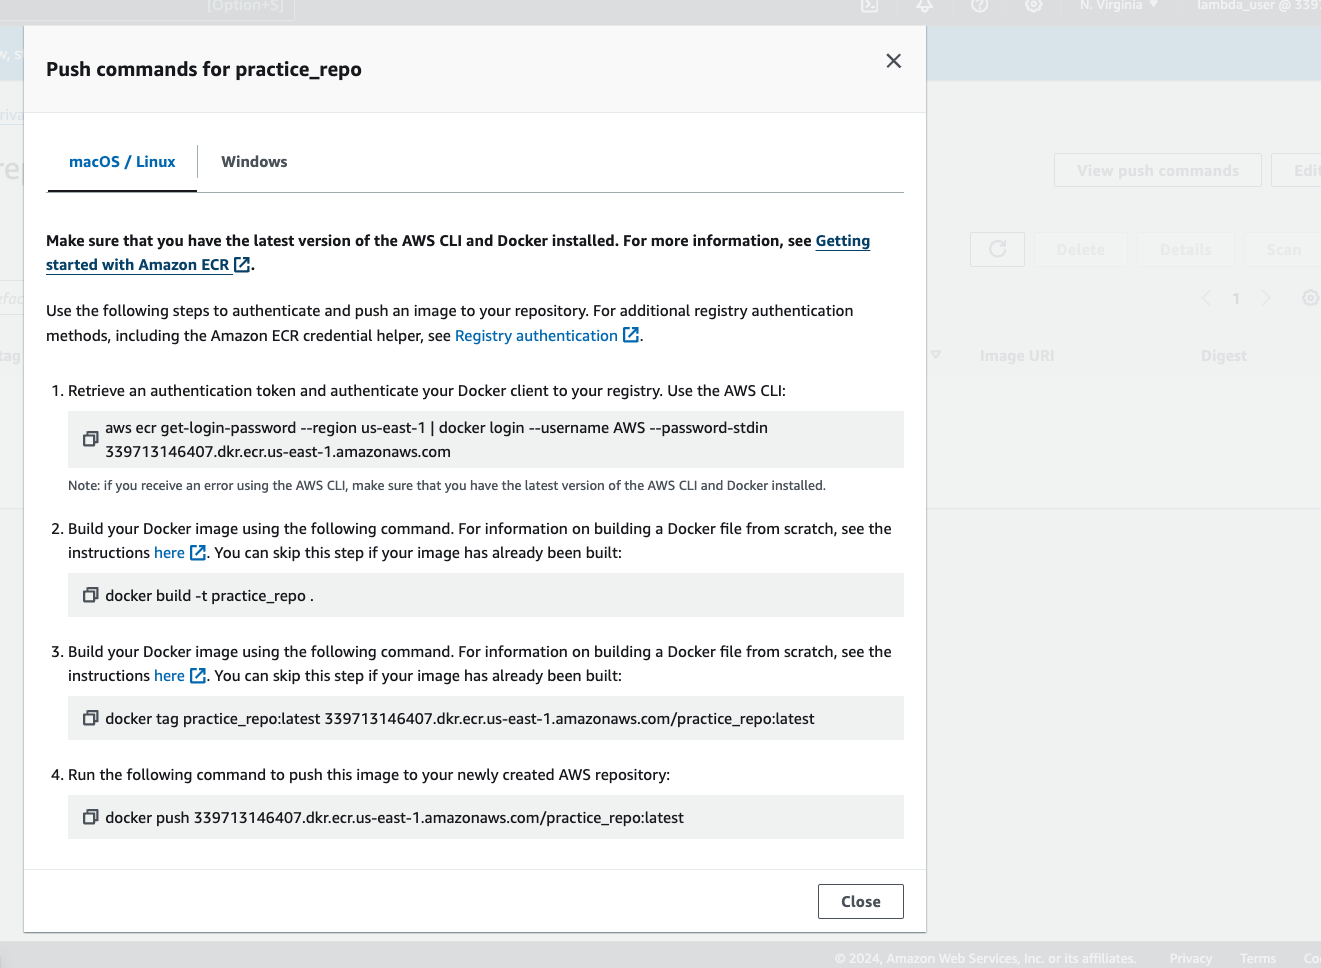 [Option+S]
N. Virginia
lambda_user @ 3397
Push commands for practice_repo
macOS / Linux
Windows
View push commands
Edit
Make sure that you have the latest version of the AWS CLI and Docker installed. For more information, see Getting
started with Amazon ECR.
Delete
Details
Scan
Use the following steps to authenticate and push an image to your repository. For additional registry authentication
methods, including the Amazon ECR credential helper, see Registry authentication.
1
tag
Image URI
Digest
1. Retrieve an authentication token and authenticate your Docker client to your registry. Use the AWS CLI:
aws ecr get-login-password --region us-east-1 | docker login --username AWS --password-stdin
339713146407.dkr.ecr.us-east-1.amazonaws.com
Note: if you receive an error using the AWS CLI, make sure that you have the latest version of the AWS CLI and Docker installed.
2. Build your Docker image using the following command. For information on building a Docker file from scratch, see the
instructions here. You can skip this step if your image has already been built:
docker build -t practice_repo .
3. Build your Docker image using the following command. For information on building a Docker file from scratch, see the
instructions here. You can skip this step if your image has already been built:
docker tag practice_repo:latest 339713146407.dkr.ecr.us-east-1.amazonaws.com/practice_repo:latest
4. Run the following command to push this image to your newly created AWS repository:
docker push 339713146407.dkr.ecr.us-east-1.amazonaws.com/practice_repo:latest
Close
© 2024, Amazon Web Services, Inc. or its affiliates.
Privacy
Terms